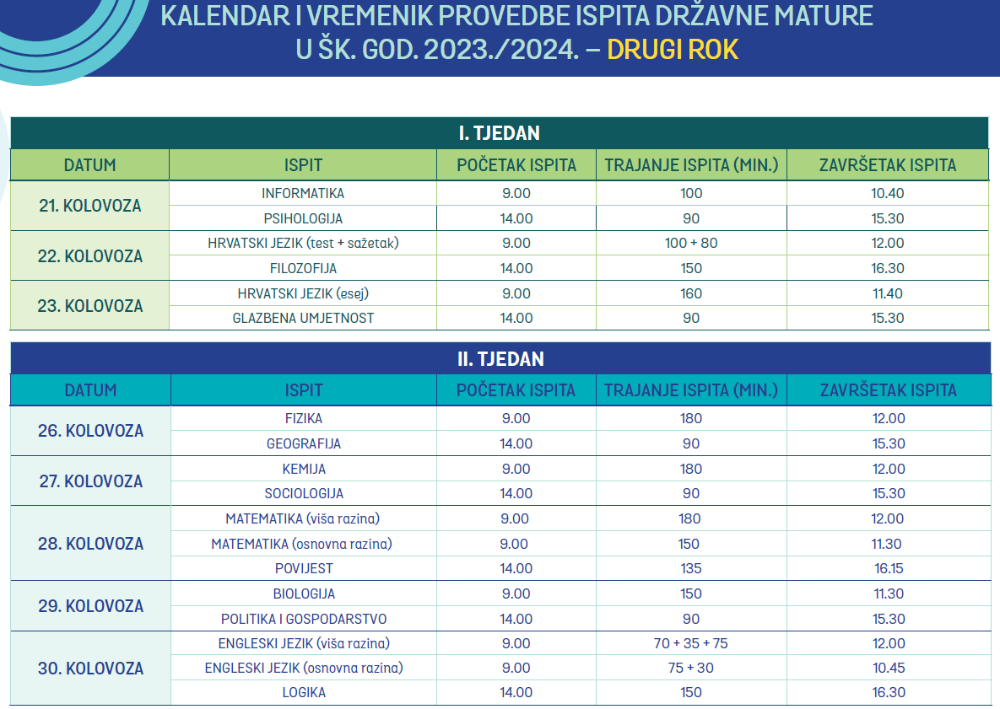 KALENDAR I VREMENIK PROVEDBE ISPITA DRŽAVNE MATURE
U ŠK. GOD. 2023./2024. – DRUGI ROK
I. TJEDAN
DATUM ISPIT POČETAK ISPITA TRAJANJE ISPITA (MIN.) ZAVRŠETAK ISPITA
21. KOLOVOZA
INFORMATIKA 9.00 100 10.40
PSIHOLOGIJA 14.00 90 15.30
22. KOLOVOZA
HRVATSKI JEZIK (test + sažetak) 9.00 100 + 80 12.00
FILOZOFIJA 14.00 150 16.30
23. KOLOVOZA
HRVATSKI JEZIK (esej) 9.00 160 11.40
GLAZBENA UMJETNOST 14.00 90 15.30
II. TJEDAN
DATUM ISPIT POČETAK ISPITA TRAJANJE ISPITA (MIN.) ZAVRŠETAK ISPITA
26. KOLOVOZA
FIZIKA 9.00 180 12.00
GEOGRAFIJA 14.00 90 15.30
27. KOLOVOZA
KEMIJA 9.00 180 12.00
SOCIOLOGIJA 14.00 90 15.30
28. KOLOVOZA
MATEMATIKA (viša razina) 9.00 180 12.00
MATEMATIKA (osnovna razina) 9.00 150 11.30
POVIJEST 14.00 135 16.15
29. KOLOVOZA
BIOLOGIJA 9.00 150 11.30
POLITIKA I GOSPODARSTVO 14.00 90 15.30
30. KOLOVOZA
ENGLESKI JEZIK (viša razina) 9.00 70 + 35 + 75 12.00
ENGLESKI JEZIK (osnovna razina) 9.00 75 + 30 10.45
LOGIKA 14.00 150 16.30